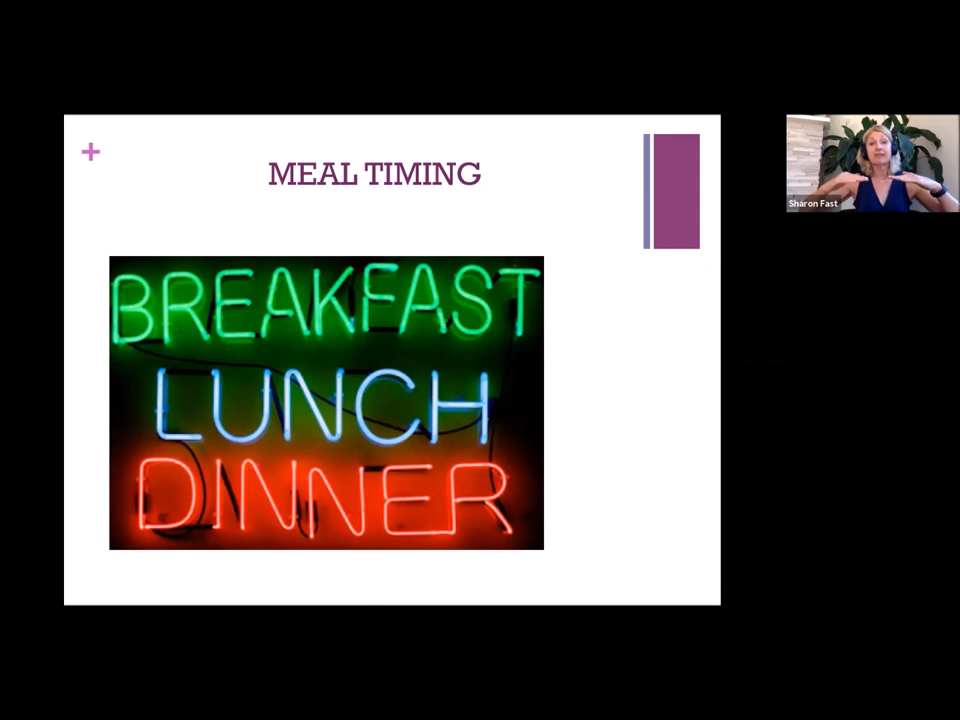 +
MEAL TIMING
BREAKFAST
LUNCH
DINNER
Sharon Fast